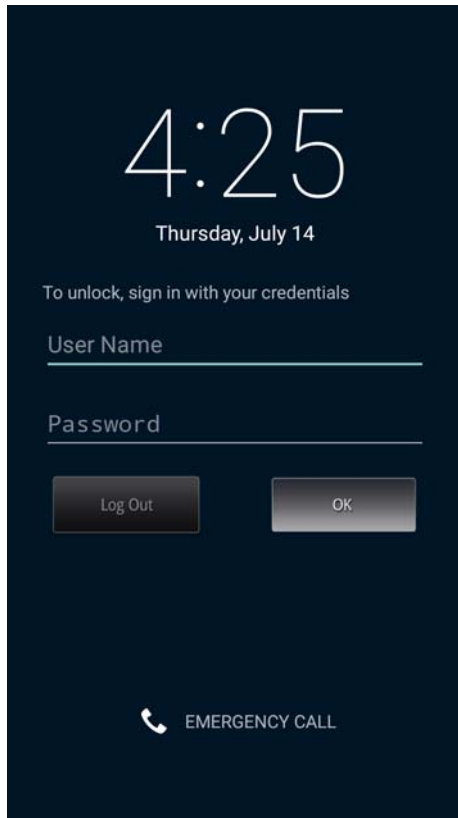 4:25
Thursday, July 14
To unlock, sign in with your credentials
User Name
Password
Log Out OK
EMERGENCY CALL